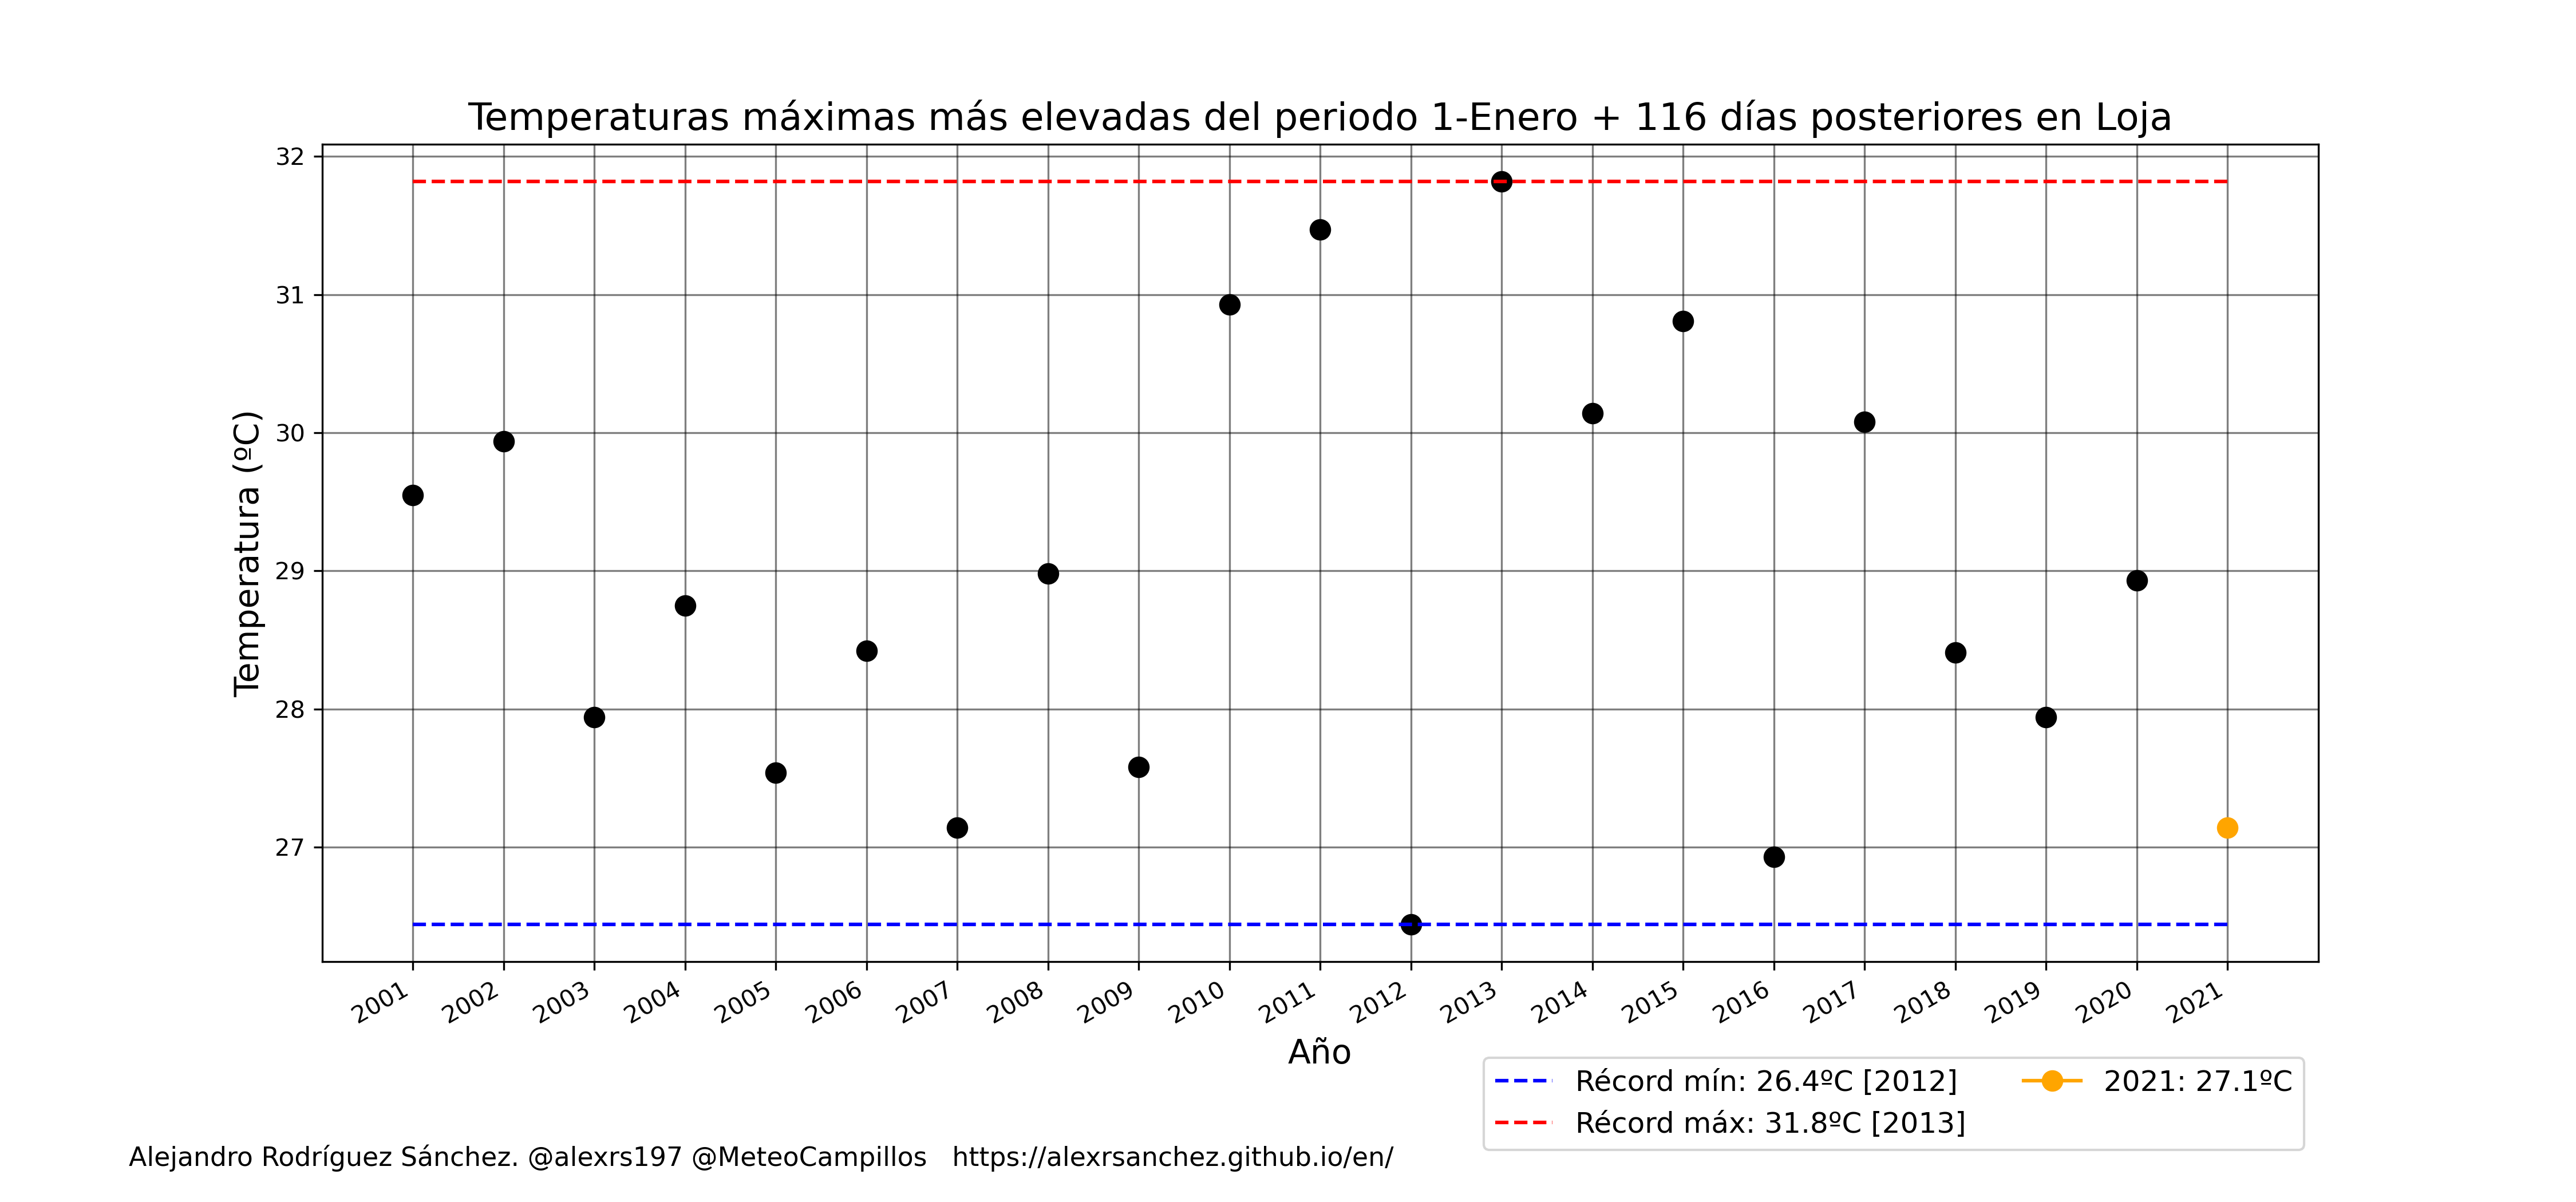 Temperaturas máximas más elevadas del periodo 1-Enero + 116 días posteriores en Loja
Temperatura (ºC)
32
31
30
29
28
27
2001 2002 2003 2004 2005 2006 2007 2008 2009 2010 2011 2012 2013 2014 2015 2016 2017 2018 2019 2020 2021
Año
Récord mín: 26.4ºC [2012]
Récord máx: 31.8ºC [2013]
2021: 27.1ºC
Alejandro Rodríguez Sánchez. @alexrs197 @MeteoCampillos https://alexrsanchez.github.io/en/